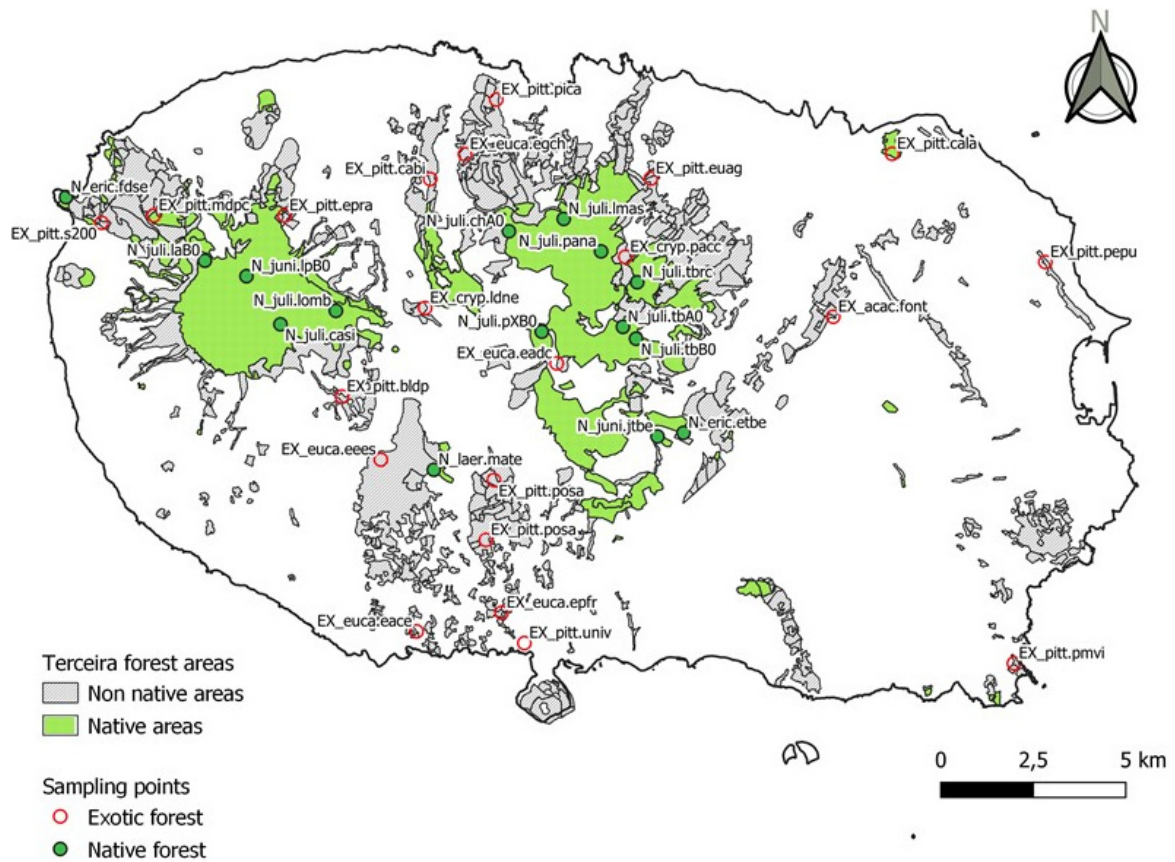 N
EX_pitt.pica
EX_euca.egch
EX_pitt.cala
EX_pitt.cabi
EX_pitt.euag
N_eric.fdse
EX_pitt.mdpc
EX_pitt.epra
N_juli.lmas
N_juli.chA0
EX_pitt.s200
N_juli.pana
EX_cryp.pacc
N_juli.laB0
EX_pitt.pepu
N_juni.lpB0
N_juli.tbrc
EX_cryp.ldne
N_juli.lomb
EX_acac.font
N_juli.pXB0
N_juli.tbA0
N_juli.casi
N_juli.tbB0
EX_euca.eadc
EX_pitt.bldp
N_juni.jtbe
N_eric.etbe
EX_euca.eees
N_laer.mate
EX_pitt.posa
EX_pitt.posa
EX_euca.epfr
EX_euca.eace
EX_pitt.univ
EX_pitt.pmvi
Terceira forest areas
Non native areas
Native areas
Sampling points
Exotic forest
Native forest
0 2,5 5 km